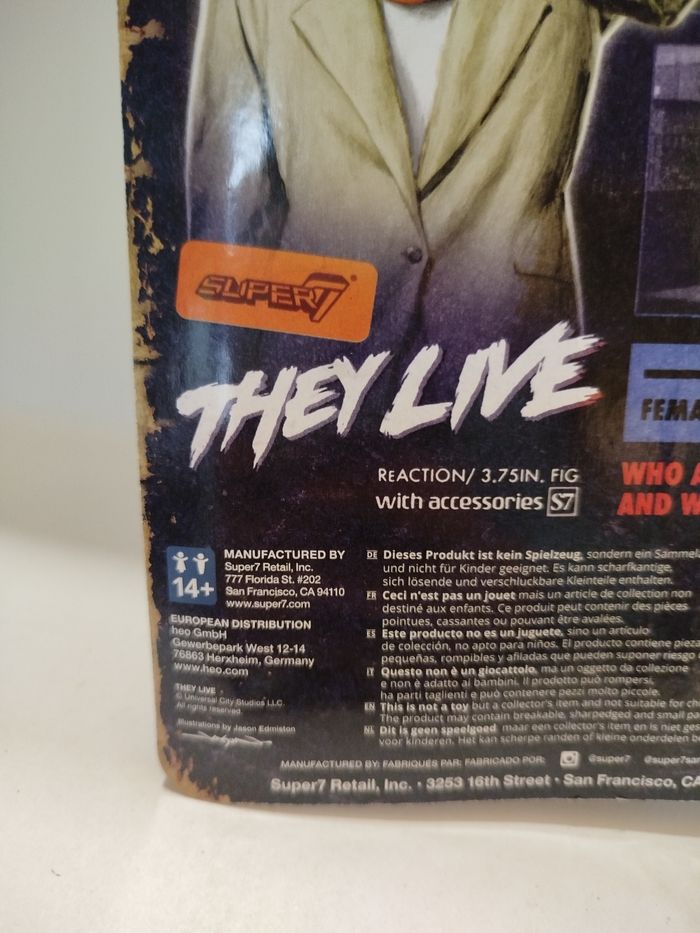 SUPER7®
THEY LIVE
FEMA
REACTION/ 3.75IN. FIG
with accessories S7
WHO A
AND W
14+
MANUFACTURED BY
Super7 Retail, Inc.
777 Florida St. #202
San Francisco, CA 94110
www.super7.com
EUROPEAN DISTRIBUTION
heo GmbH
Gewerbepark West 12-14
76863 Herxheim, Germany
www.heo.com
THEY LIVE
© Universal City Studios LLC.
All rights reserved.
Illustrations by Jason Edmiston
DE Dieses Produkt ist kein Spielzeug, sondern ein Sammel
und nicht für Kinder geeignet. Es kann scharfkantige,
sich lösende und verschluckbare Kleinteile enthalten.
FR Ceci n'est pas un jouet mais un article de collection non
destiné aux enfants. Ce produit peut contenir des pièces
pointues, cassantes ou pouvant être avalées.
ES Este producto no es un juguete, sino un artículo
de colección, no apto para niños. El producto contiene pieza
pequeñas, rompibles y afiladas que pueden suponer riesgo
IT Questo non è un giocattolo, ma un oggetto da collezione
e non è adatto ai bambini. Il prodotto può rompersi,
ha parti taglienti e può contenere pezzi molto piccole.
EN This is not a toy but a collector's item and not suitable for c
The product may contain breakable, sharpedged and small
NL Dit is geen speelgoed maar een collector's item en is niet ges
voor kinderen. Het kan scherpe randen of kleine onderdelen be
MANUFACTURED BY: FABRIQUÉS PAR: FABRICADO POR: @super7 @super7sa
Super7 Retail, Inc. • 3253 16th Street • San Francisco, CA